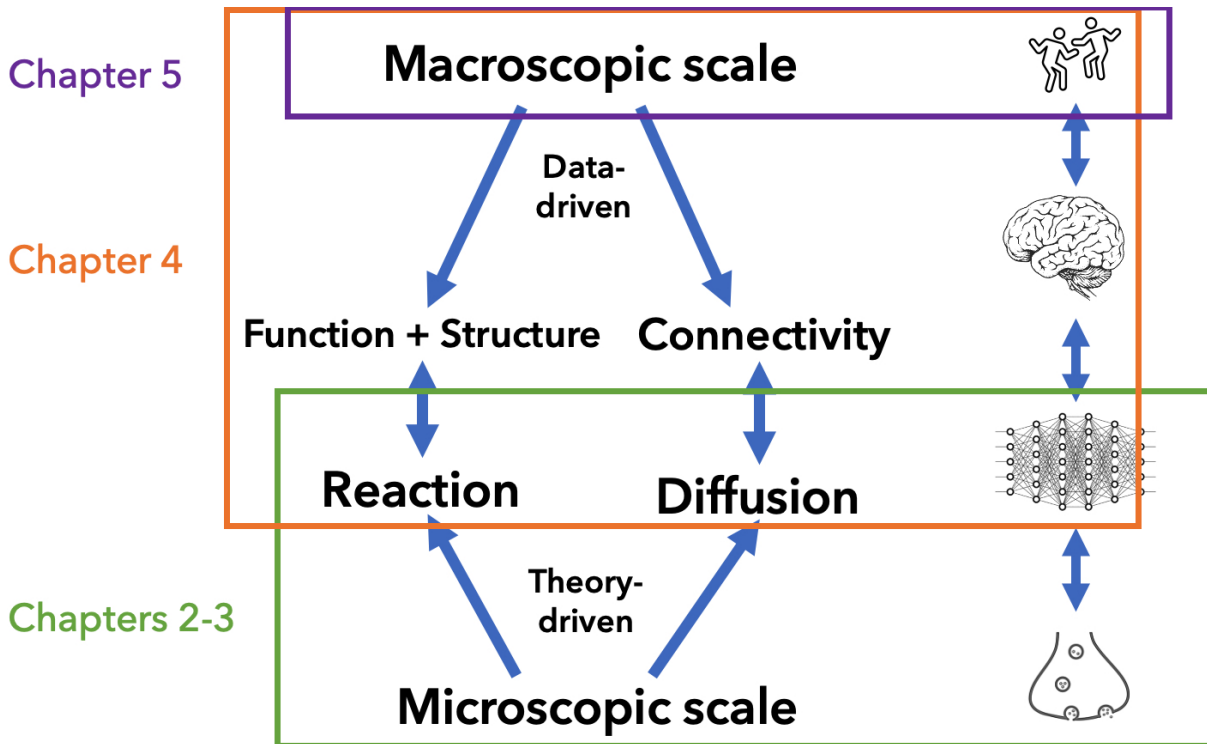 Chapter 5
Macroscopic scale
Data-
driven
Chapter 4
Function + Structure
Connectivity
Reaction
Diffusion
Theory-
driven
Chapters 2-3
Microscopic scale